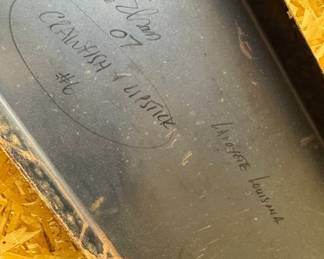 07
CRAWFISH & LIPSTICK
#6
LAFAYETTE LOUISIANA